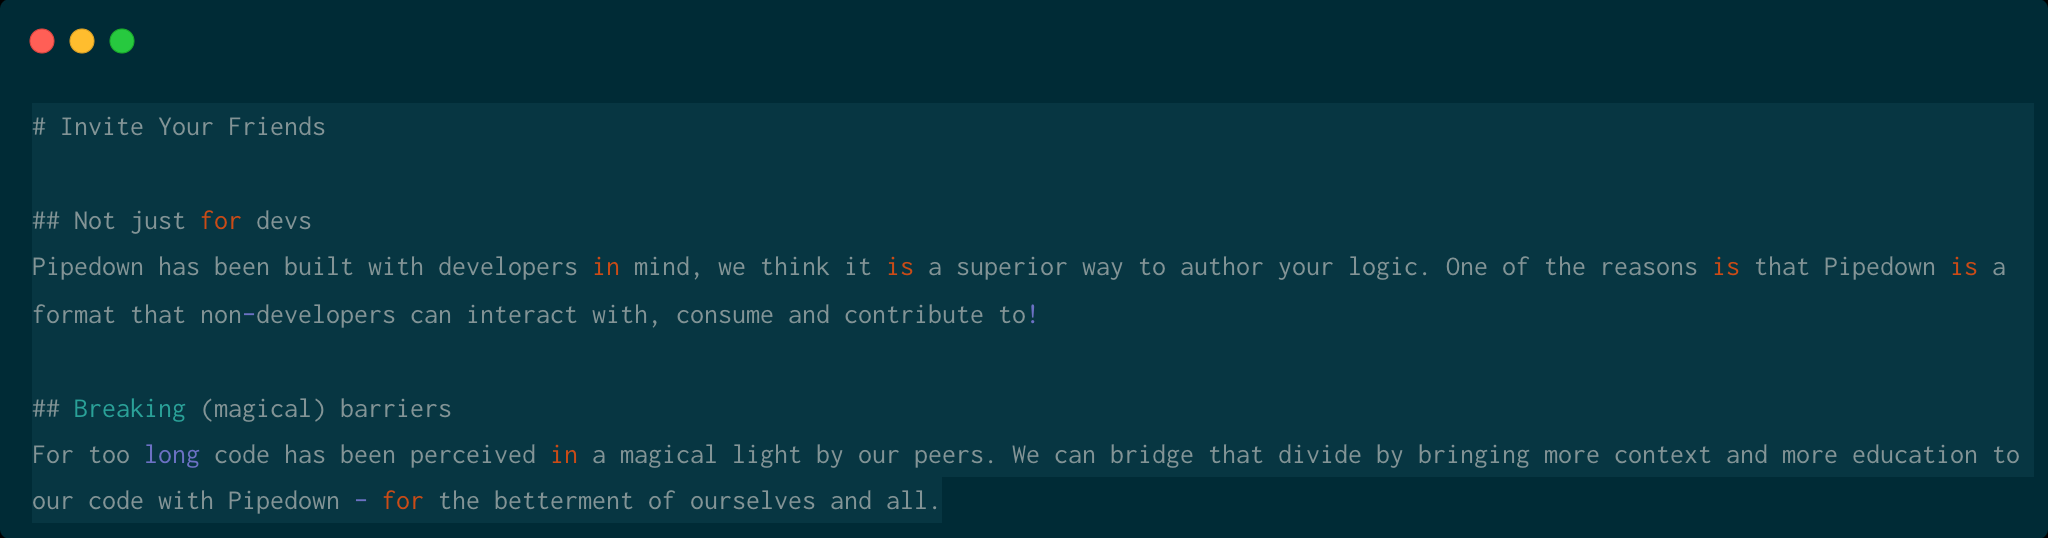 # Invite Your Friends
## Not just for devs
Pipedown has been built with developers in mind, we think it is a superior way to author your logic. One of the reasons is that Pipedown is a
format that non-developers can interact with, consume and contribute to!
## Breaking (magical) barriers
For too long code has been perceived in a magical light by our peers. We can bridge that divide by bringing more context and more education to
our code with Pipedown - for the betterment of ourselves and all.